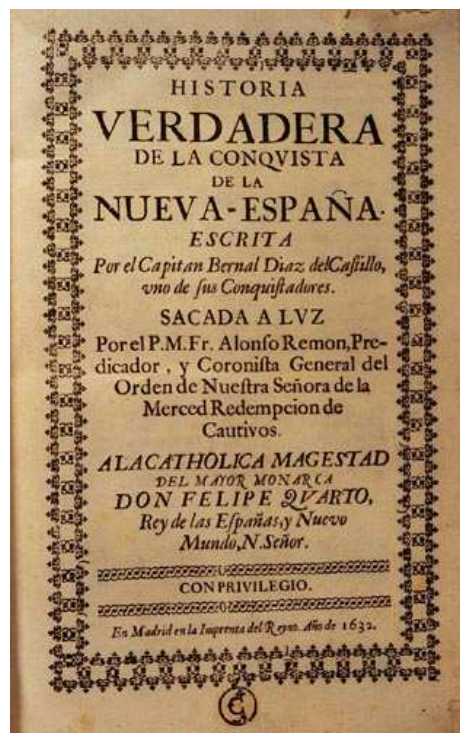 HISTORIA
VERDADERA
DE LA CONQVISTA
DE LA
NUEVA-ESPAÑA.
ESCRITA
Por el Capitan Bernal Diaz del Castillo,
vno de ſus Conquiſtadores.
SACADA A LVZ
Por el P.M. Fr. Alonſo Remon, Pre-
dicador, y Coroniſta General del
Orden de Nueſtra Señora de la
Merced Redempcion de
Cautivos.
A LA CATHOLICA MAGESTAD
DEL MAYOR MONARCA
DON FELIPE QVARTO,
Rey de las Eſpañas, y Nuevo
Mundo, N. Señor.
CON PRIVILEGIO.
En Madrid en la Imprenta del Reyno. Año de 1632.